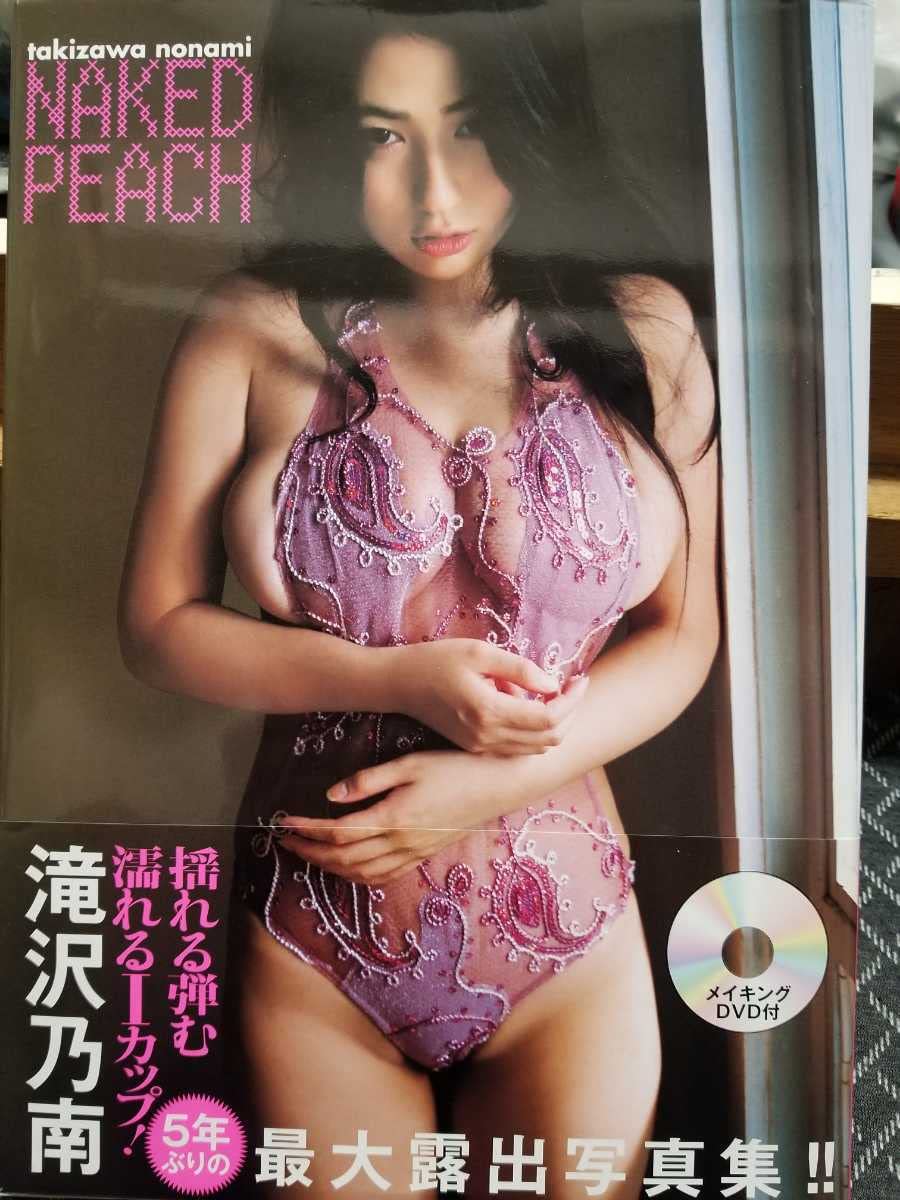 takizawa nonami
NAKED
PEACH
揺れる弾む
濡れるIカップ!
滝沢乃南
メイキング
DVD付
5年
ぶりの
最大露出写真集!!